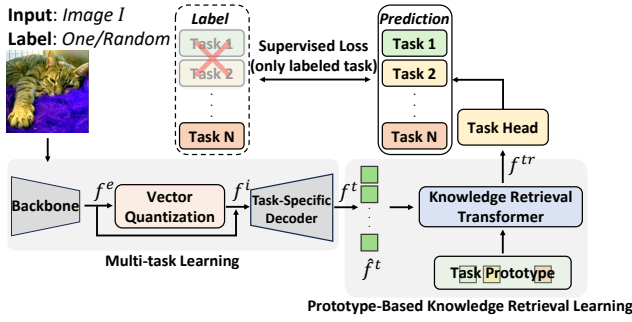 Input: Image I
Label: One/Random
Label
Task 1
Task 2
Task N
Supervised Loss
(only labeled task)
Prediction
Task 1
Task 2
Task N
Task Head
f^{tr}
Backbone
f^e
Vector
Quantization
f^i
Task-Specific
Decoder
f^t
\hat{f}^t
Knowledge Retrieval
Transformer
Task Prototype
Multi-task Learning
Prototype-Based Knowledge Retrieval Learning